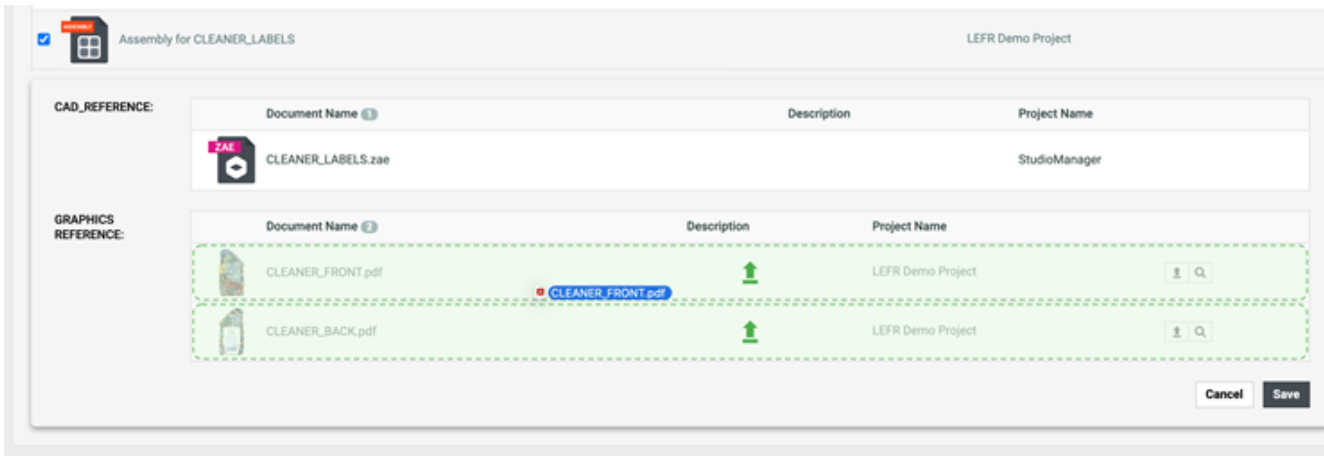 ASSEMBLY
Assembly for CLEANER_LABELS LEFR Demo Project
CAD_REFERENCE:
Document Name 1 Description Project Name
ZAE
CLEANER_LABELS.zae StudioManager
GRAPHICS
REFERENCE:
Document Name 2 Description Project Name
CLEANER_FRONT.pdf LEFR Demo Project
CLEANER_FRONT.pdf
CLEANER_BACK.pdf LEFR Demo Project
Cancel Save